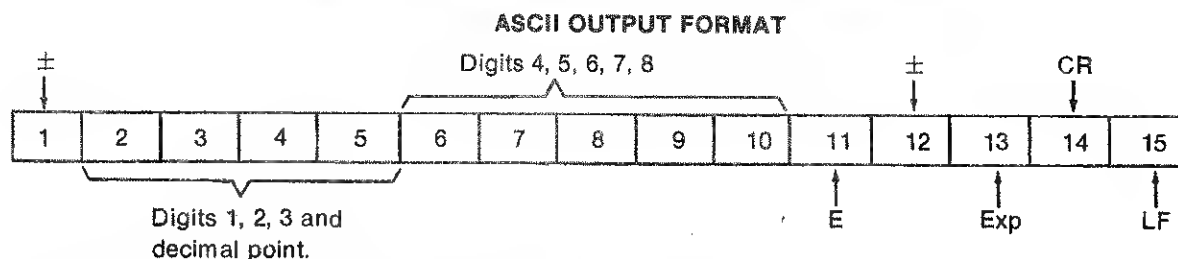 ASCII OUTPUT FORMAT
± Digits 4, 5, 6, 7, 8 ± CR
1 2 3 4 5 6 7 8 9 10 11 12 13 14 15
Digits 1, 2, 3 and
decimal point.
E Exp LF